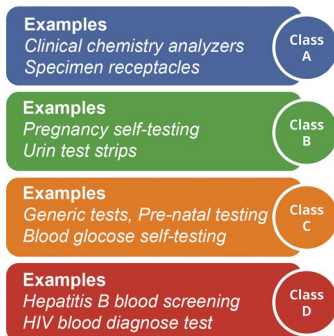 Examples
Clinical chemistry analyzers
Specimen receptacles
Class
A
Examples
Pregnancy self-testing
Urin test strips
Class
B
Examples
Generic tests, Pre-natal testing
Blood glocose self-testing
Class
C
Examples
Hepatitis B blood screening
HIV blood diagnose test
Class
D